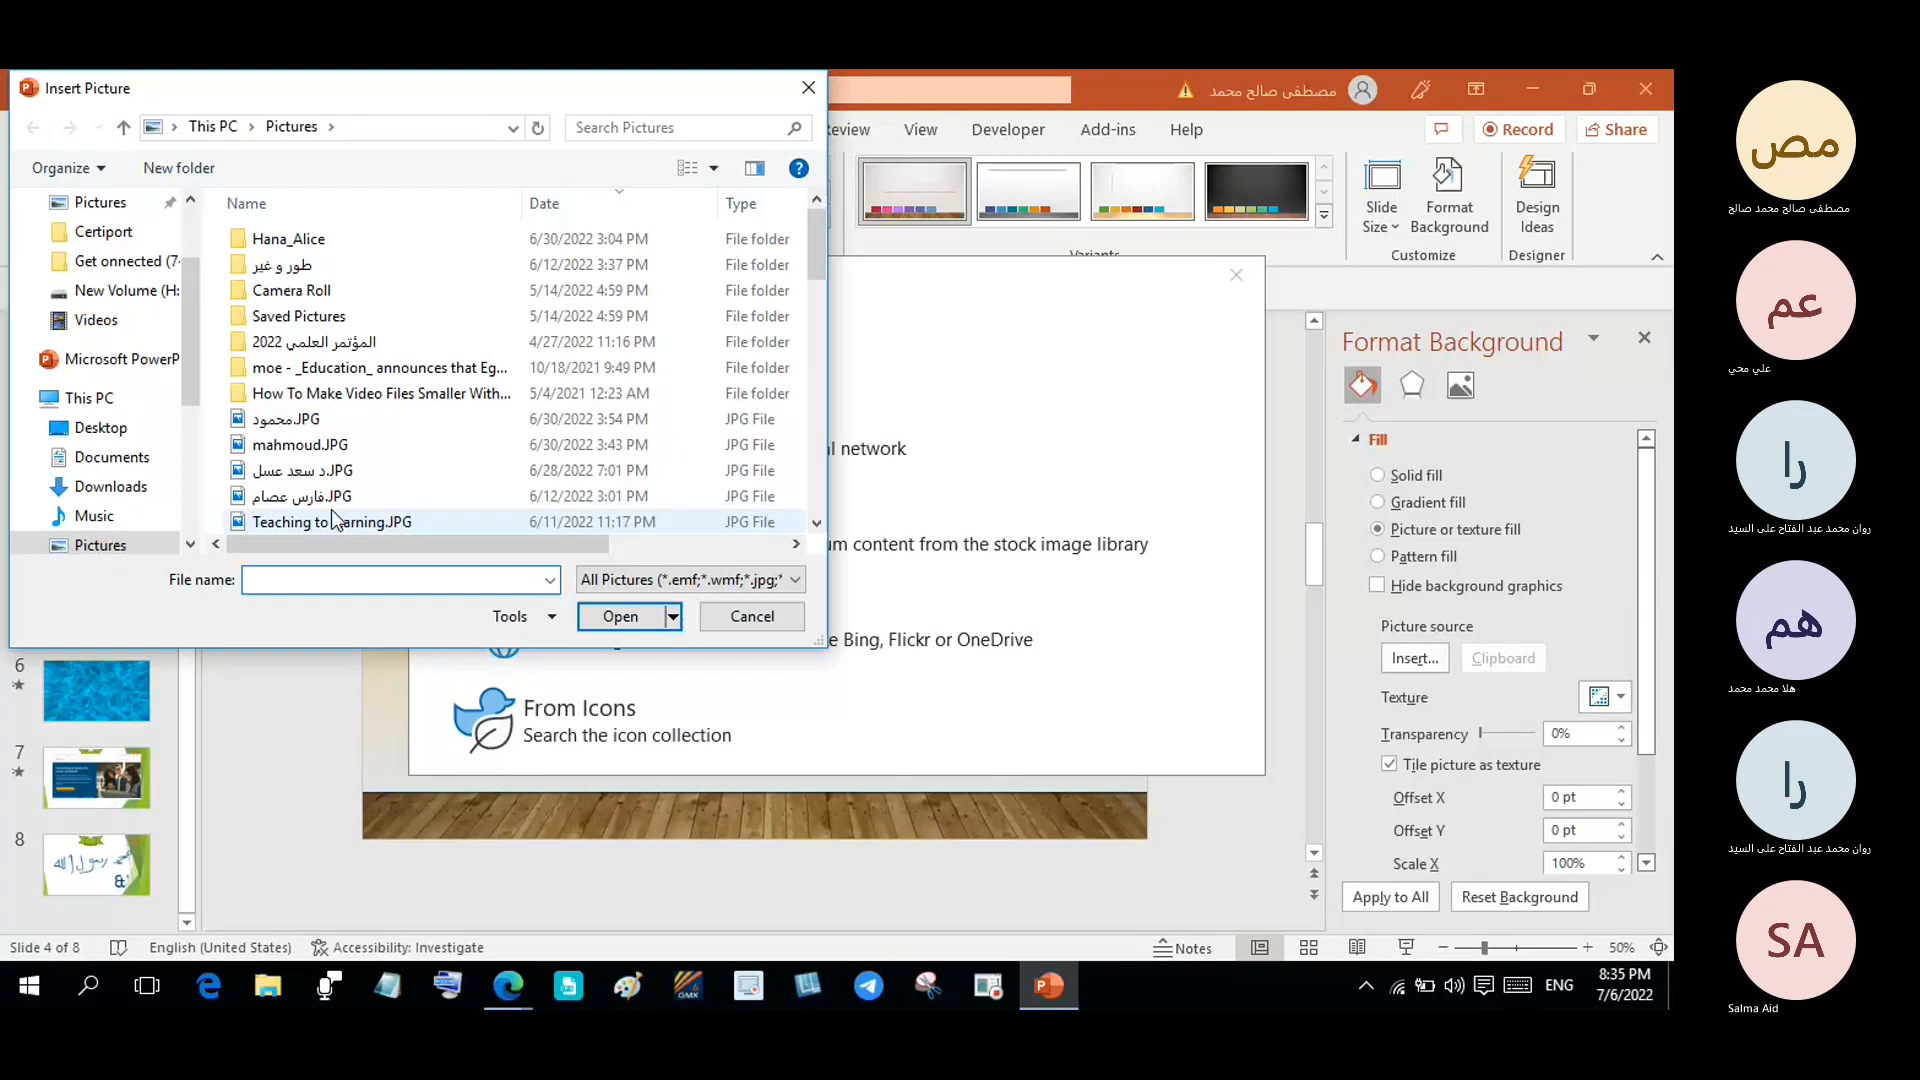 Insert Picture
This PC > Pictures >
Search Pictures
Organize
New folder
Pictures
Certiport
Get onnected (7-
New Volume (H:
Videos
Microsoft PowerP
This PC
Desktop
Documents
Downloads
Music
Pictures
Name Date Type
Hana_Alice 6/30/2022 3:04 PM File folder
طور و غير 6/12/2022 3:37 PM File folder
Camera Roll 5/14/2022 4:59 PM File folder
Saved Pictures 5/14/2022 4:59 PM File folder
المؤتمر العلمي 2022 4/27/2022 11:16 PM File folder
moe - _Education_ announces that Eg... 10/18/2021 9:49 PM File folder
How To Make Video Files Smaller With... 5/4/2021 12:23 AM File folder
محمود.JPG 6/30/2022 3:54 PM JPG File
mahmoud.JPG 6/30/2022 3:43 PM JPG File
د سعد عسل.JPG 6/28/2022 7:01 PM JPG File
فارس عصام.JPG 6/12/2022 3:01 PM JPG File
Teaching to arning.JPG 6/11/2022 11:17 PM JPG File
File name:
All Pictures (*.emf;*.wmf;*.jpg;*
Tools
Open
Cancel
مصطفى صالح محمد
eview View Developer Add-ins Help
Record
Share
Slide Size
Format Background
Design Ideas
Variants
Customize
Designer
l network
um content from the stock image library
e Bing, Flickr or OneDrive
From Icons
Search the icon collection
6
7
8
محمد رسول الله
&
Format Background
Fill
Solid fill
Gradient fill
Picture or texture fill
Pattern fill
Hide background graphics
Picture source
Insert...
Clipboard
Texture
Transparency 0%
Tile picture as texture
Offset X 0 pt
Offset Y 0 pt
Scale X 100%
Apply to All
Reset Background
Slide 4 of 8
English (United States)
Accessibility: Investigate
Notes
50%
GMX
ENG
8:35 PM
7/6/2022
مص
مصطفى صالح محمد صالح
عم
علي محي
را
روان محمد عبد الفتاح على السيد
هم
هلا محمد محمد
را
روان محمد عبد الفتاح على السيد
SA
Salma Aid